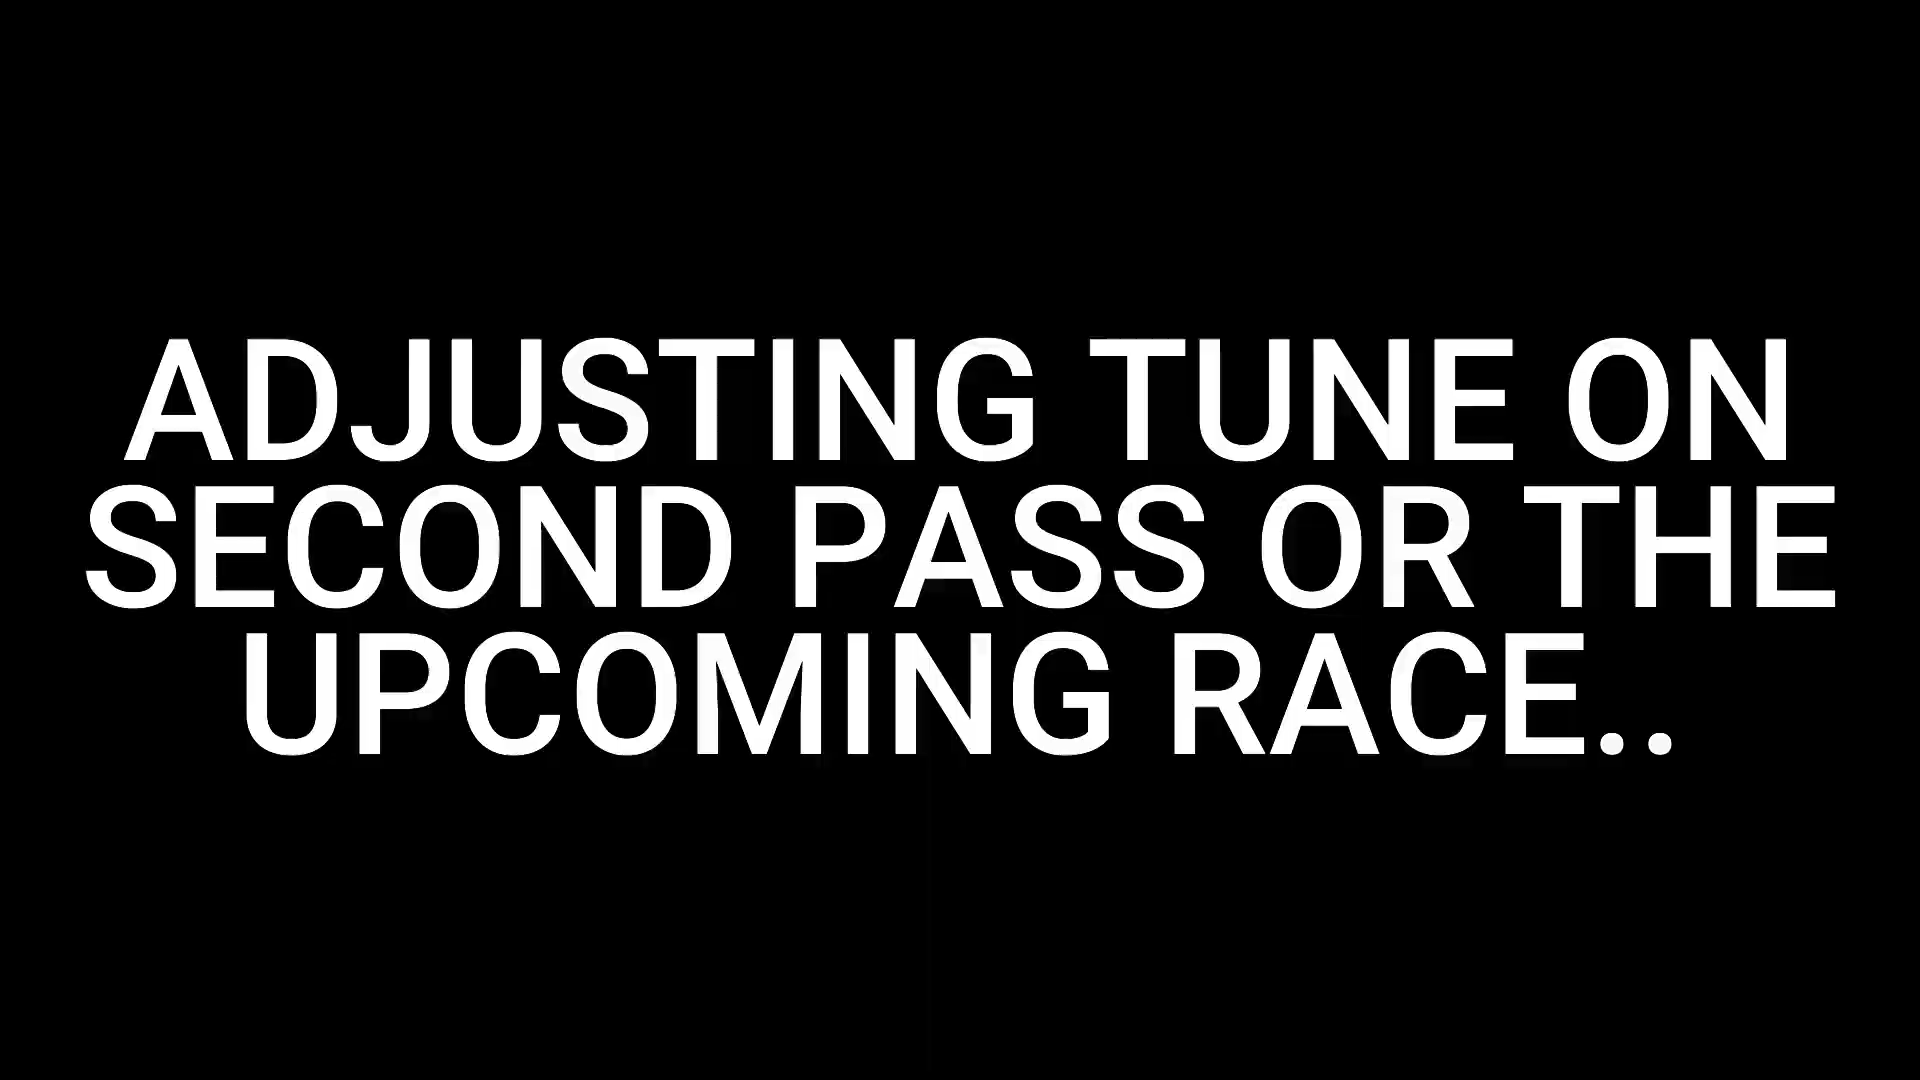 ADJUSTING TUNE ON
SECOND PASS OR THE
UPCOMING RACE..